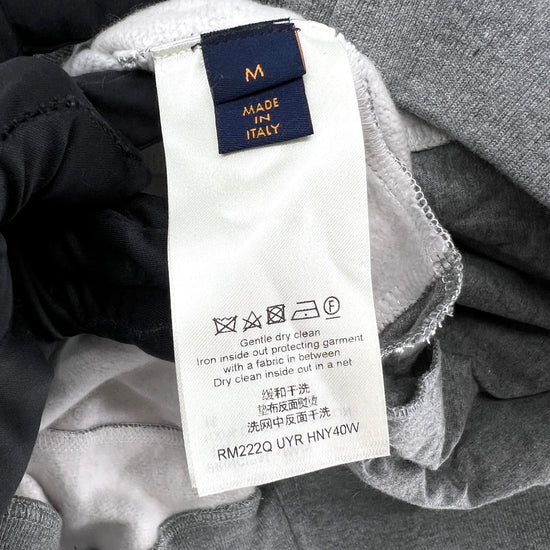 M
MADE
IN
ITALY
F
Gentle dry clean
Iron inside out protecting garment
with a fabric in between
Dry clean inside out in a net
缓和干洗
垫布反面熨烫
洗网中反面干洗
RM222Q UYR HNY40W